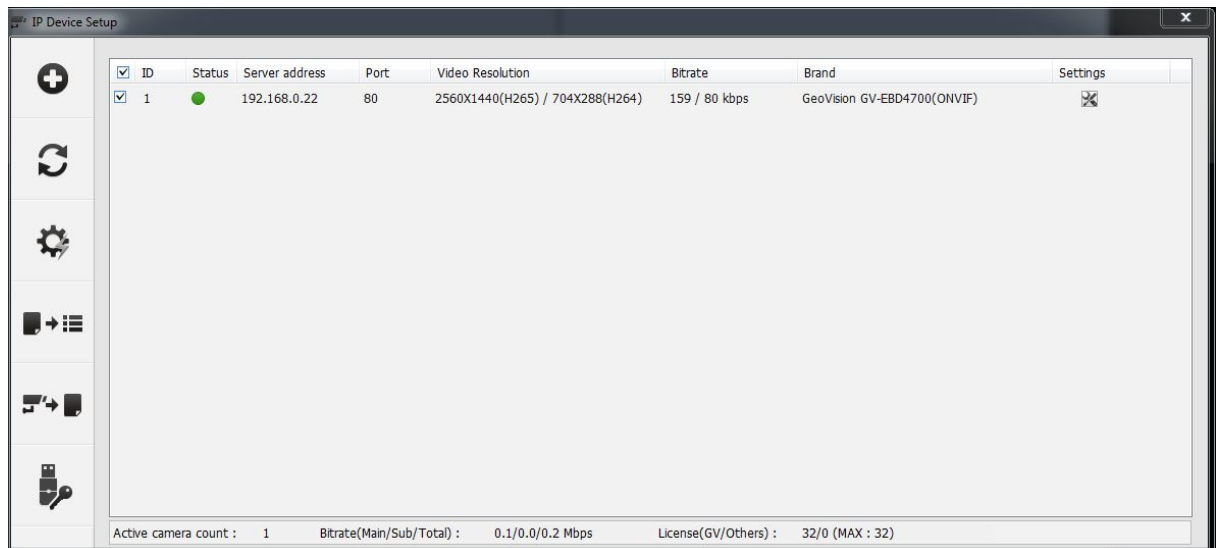 IP Device Setup
ID Status Server address Port Video Resolution Bitrate Brand Settings
1 192.168.0.22 80 2560X1440(H265) / 704X288(H264) 159 / 80 kbps GeoVision GV-EBD4700(ONVIF)
Active camera count : 1 Bitrate(Main/Sub/Total) : 0.1/0.0/0.2 Mbps License(GV/Others) : 32/0 (MAX : 32)